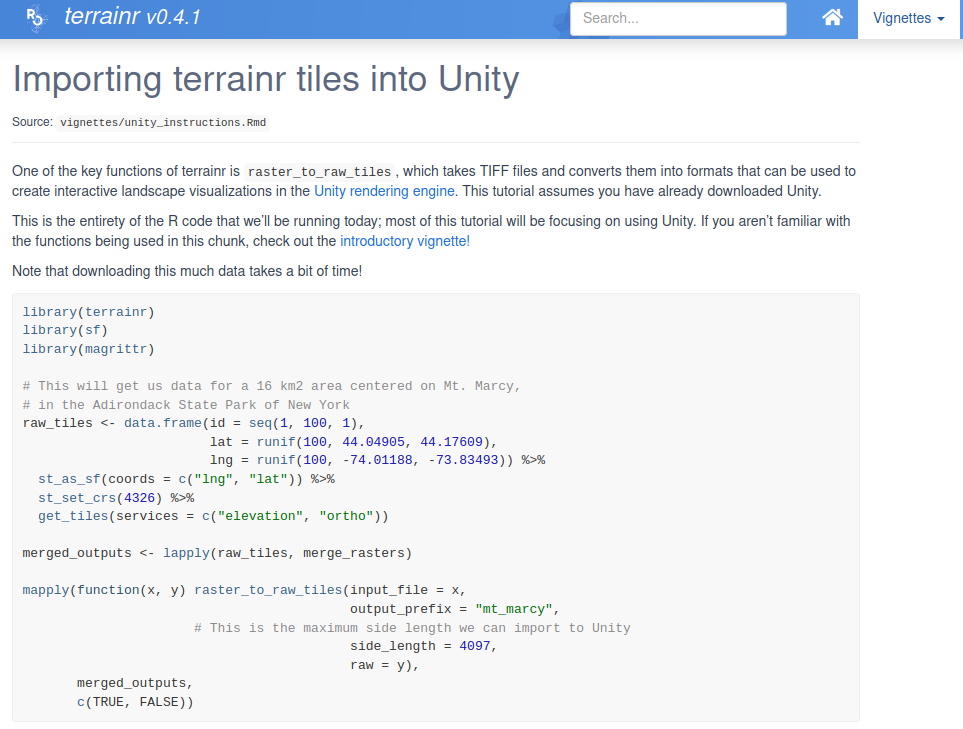 terrainr v0.4.1
Search...
Vignettes
Importing terrainr tiles into Unity
Source: vignettes/unity_instructions.Rmd
One of the key functions of terrainr is raster_to_raw_tiles, which takes TIFF files and converts them into formats that can be used to
create interactive landscape visualizations in the Unity rendering engine. This tutorial assumes you have already downloaded Unity.
This is the entirety of the R code that we'll be running today; most of this tutorial will be focusing on using Unity. If you aren't familiar with
the functions being used in this chunk, check out the introductory vignette!
Note that downloading this much data takes a bit of time!
library(terrainr)
library(sf)
library(magrittr)
# This will get us data for a 16 km2 area centered on Mt. Marcy,
# in the Adirondack State Park of New York
raw_tiles <- data.frame(id = seq(1, 100, 1),
lat = runif(100, 44.04905, 44.17609),
lng = runif(100, -74.01188, -73.83493)) %>%
st_as_sf(coords = c("lng", "lat")) %>%
st_set_crs(4326) %>%
get_tiles(services = c("elevation", "ortho"))
merged_outputs <- lapply(raw_tiles, merge_rasters)
mapply(function(x, y) raster_to_raw_tiles(input_file = x,
output_prefix = "mt_marcy",
# This is the maximum side length we can import to Unity
side_length = 4097,
raw = y),
merged_outputs,
c(TRUE, FALSE))